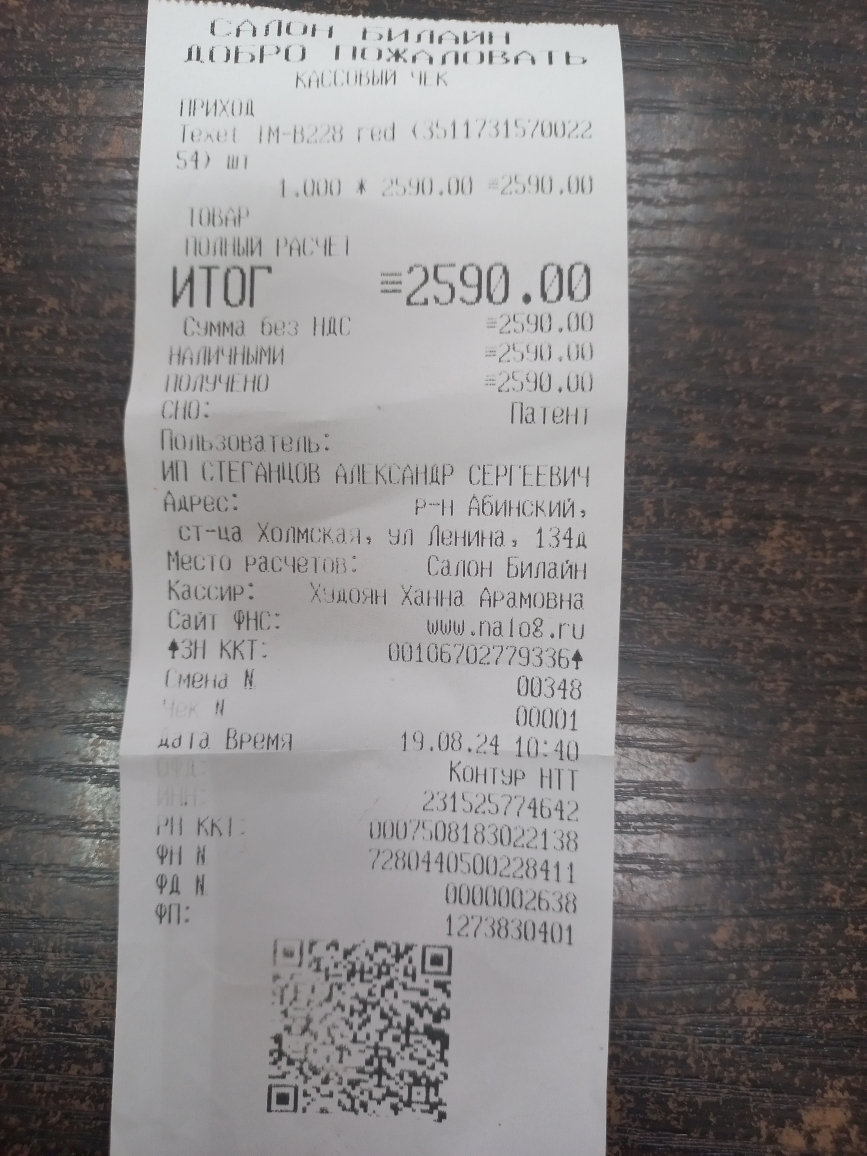 САЛОН БИЛАЙН
ДОБРО ПОЖАЛОВАТЬ
КАССОВЫЙ ЧЕК
ПРИХОД
Texet TM-B228 red (3511731570022
54) шт
1.000 * 2590.00 =2590.00
ТОВАР
ПОЛНЫЙ РАСЧЕТ
ИТОГ =2590.00
Сумма без НДС =2590.00
НАЛИЧНЫМИ =2590.00
ПОЛУЧЕНО =2590.00
СНО: Патент
Пользователь:
ИП СТЕГАНЦОВ АЛЕКСАНДР СЕРГЕЕВИЧ
Адрес: р-н Абинский,
ст-ца Холмская, ул Ленина, 134д
Место расчетов: Салон Билайн
Кассир: Худоян Ханна Арамовна
Сайт ФНС: www.nalog.ru
ЗН ККТ: 00106702779336
Смена N 00348
Чек N 00001
Дата Время 19.08.24 10:40
ОФД: Контур НТТ
ИНН: 231525774642
РН ККТ: 0007508183022138
ФН N 7280440500228411
ФД N 0000002638
ФП: 1273830401